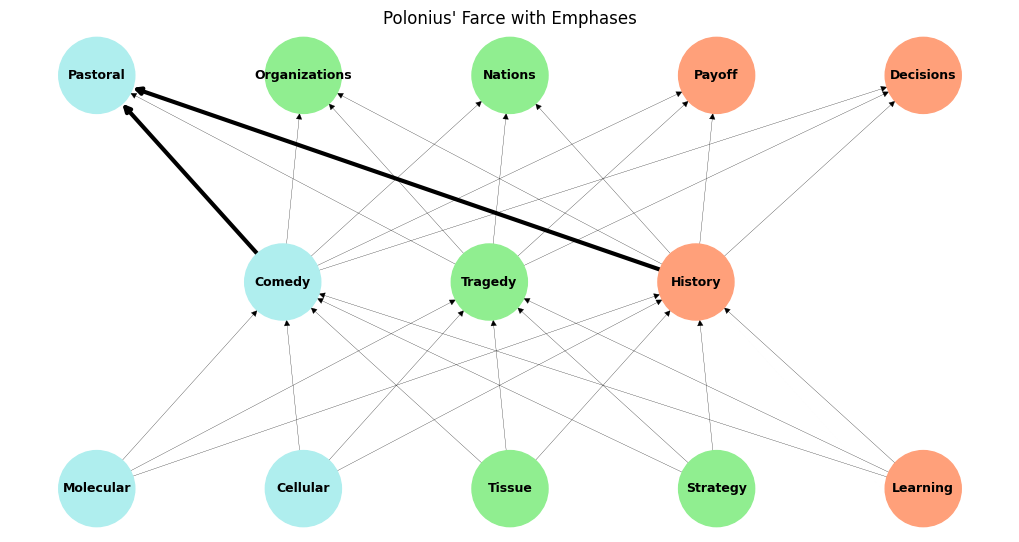 Polonius' Farce with Emphases
Pastoral
Organizations
Nations
Payoff
Decisions
Comedy
Tragedy
History
Molecular
Cellular
Tissue
Strategy
Learning